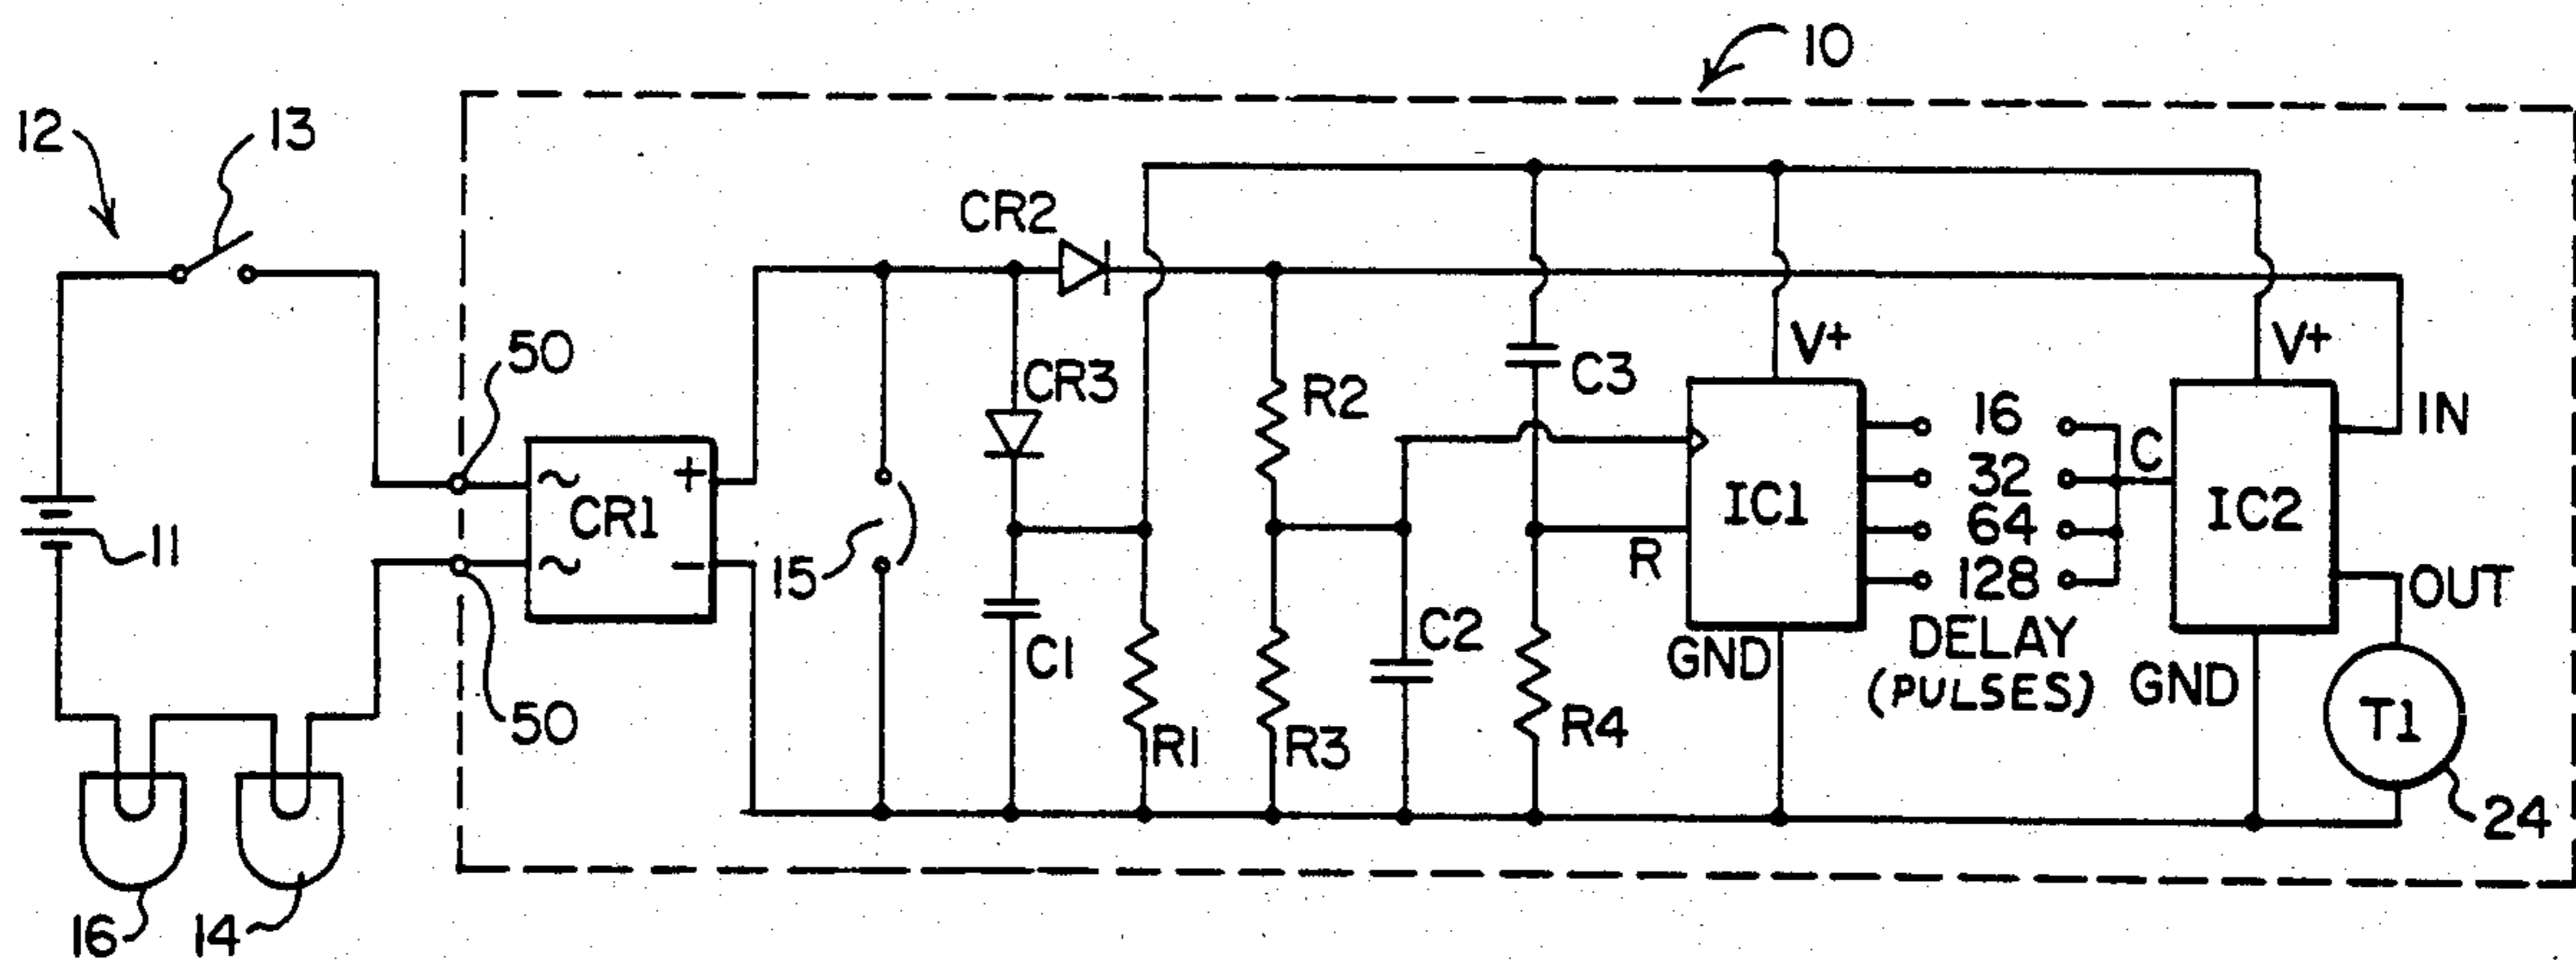 10
12
13
CR2
50
V+
V+
CR3
R2
C3
16
C
IN
~
+
CR1
~
−
11
15
32
IC1
IC2
64
R
128
OUT
C1
C2
GND
DELAY
(PULSES)
GND
50
R1
R3
R4
T1
24
16
14